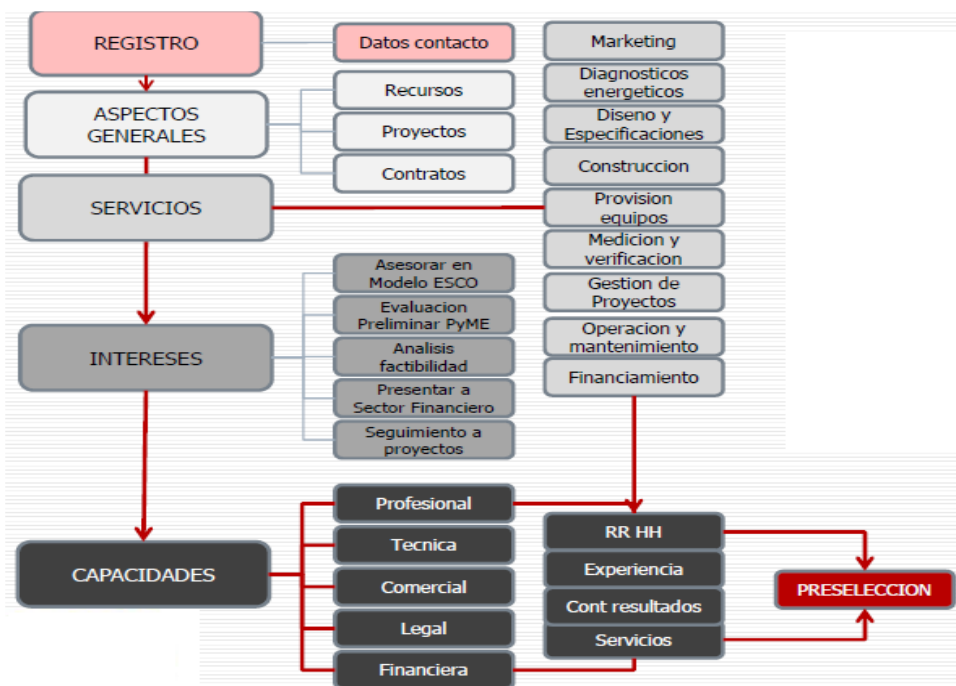 REGISTRO
Datos contacto
ASPECTOS
GENERALES
Recursos
Proyectos
Contratos
SERVICIOS
Marketing
Diagnosticos
energeticos
Diseno y
Especificaciones
Construccion
Provision
equipos
Medicion y
verificacion
Gestion de
Proyectos
Operacion y
mantenimiento
Financiamiento
INTERESES
Asesorar en
Modelo ESCO
Evaluacion
Preliminar PyME
Analisis
factibilidad
Presentar a
Sector Financiero
Seguimiento a
proyectos
CAPACIDADES
Profesional
Tecnica
Comercial
Legal
Financiera
RR HH
Experiencia
Cont resultados
Servicios
PRESELECCION